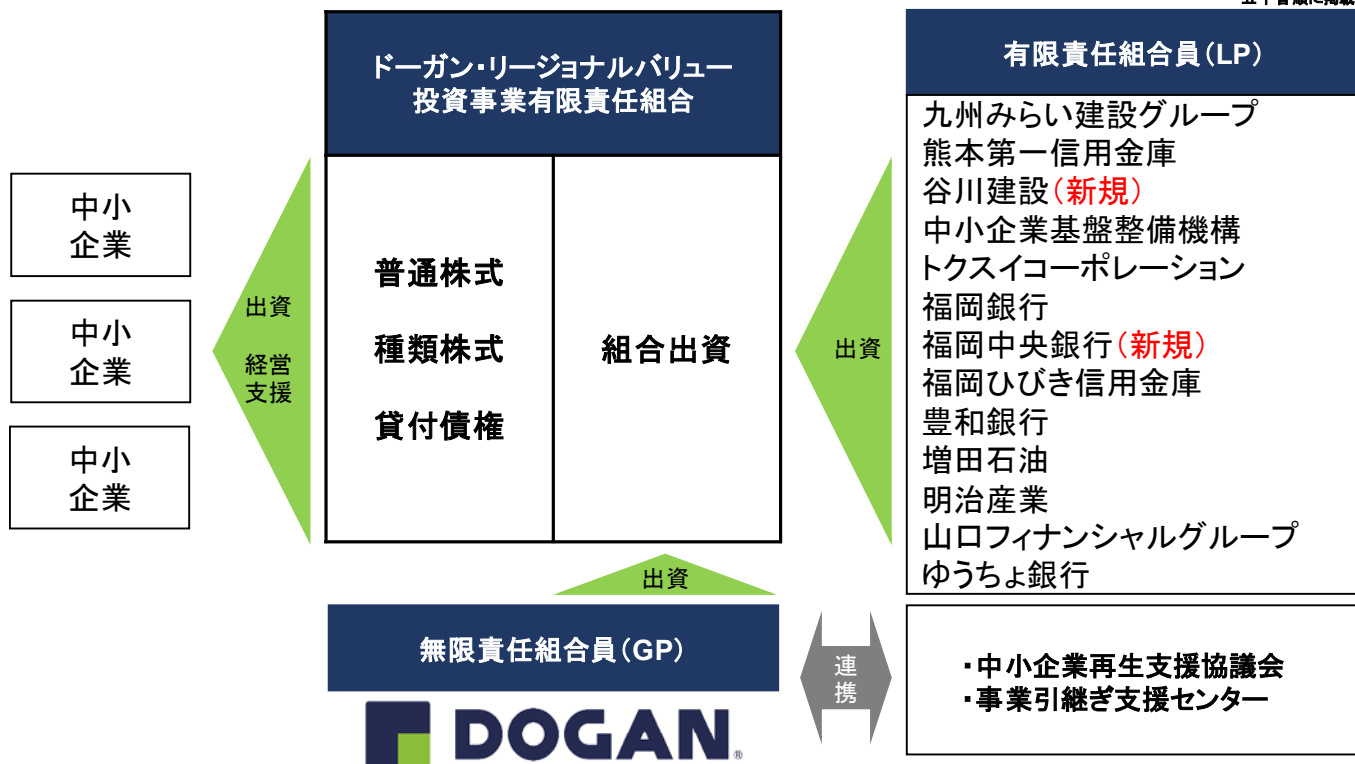 五十音順に掲載
ドーガン・リージョナルバリュー
投資事業有限責任組合
有限責任組合員（LP）
九州みらい建設グループ
熊本第一信用金庫
谷川建設（新規）
中小企業基盤整備機構
トクスイコーポレーション
福岡銀行
福岡中央銀行（新規）
福岡ひびき信用金庫
豊和銀行
増田石油
明治産業
山口フィナンシャルグループ
ゆうちょ銀行
中小
企業
中小
企業
中小
企業
出資
経営
支援
普通株式
種類株式
貸付債権
組合出資
出資
出資
無限責任組合員（GP）
DOGAN®
連
携
・中小企業再生支援協議会
・事業引継ぎ支援センター